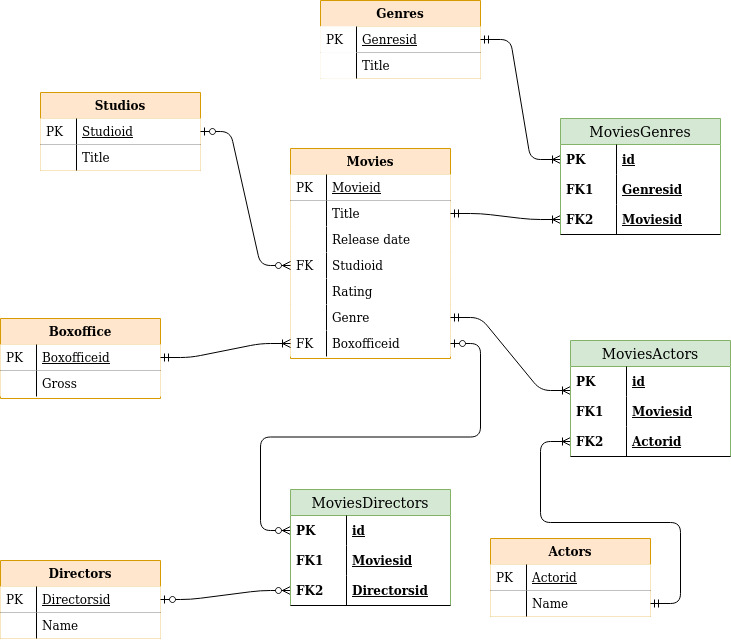 Genres
PK Genresid
Title
Studios
PK Studioid
Title
MoviesGenres
PK id
FK1 Genresid
FK2 Moviesid
Movies
PK Movieid
Title
Release date
FK Studioid
Rating
Genre
FK Boxofficeid
Boxoffice
PK Boxofficeid
Gross
MoviesActors
PK id
FK1 Moviesid
FK2 Actorid
MoviesDirectors
PK id
FK1 Moviesid
FK2 Directorsid
Directors
PK Directorsid
Name
Actors
PK Actorid
Name